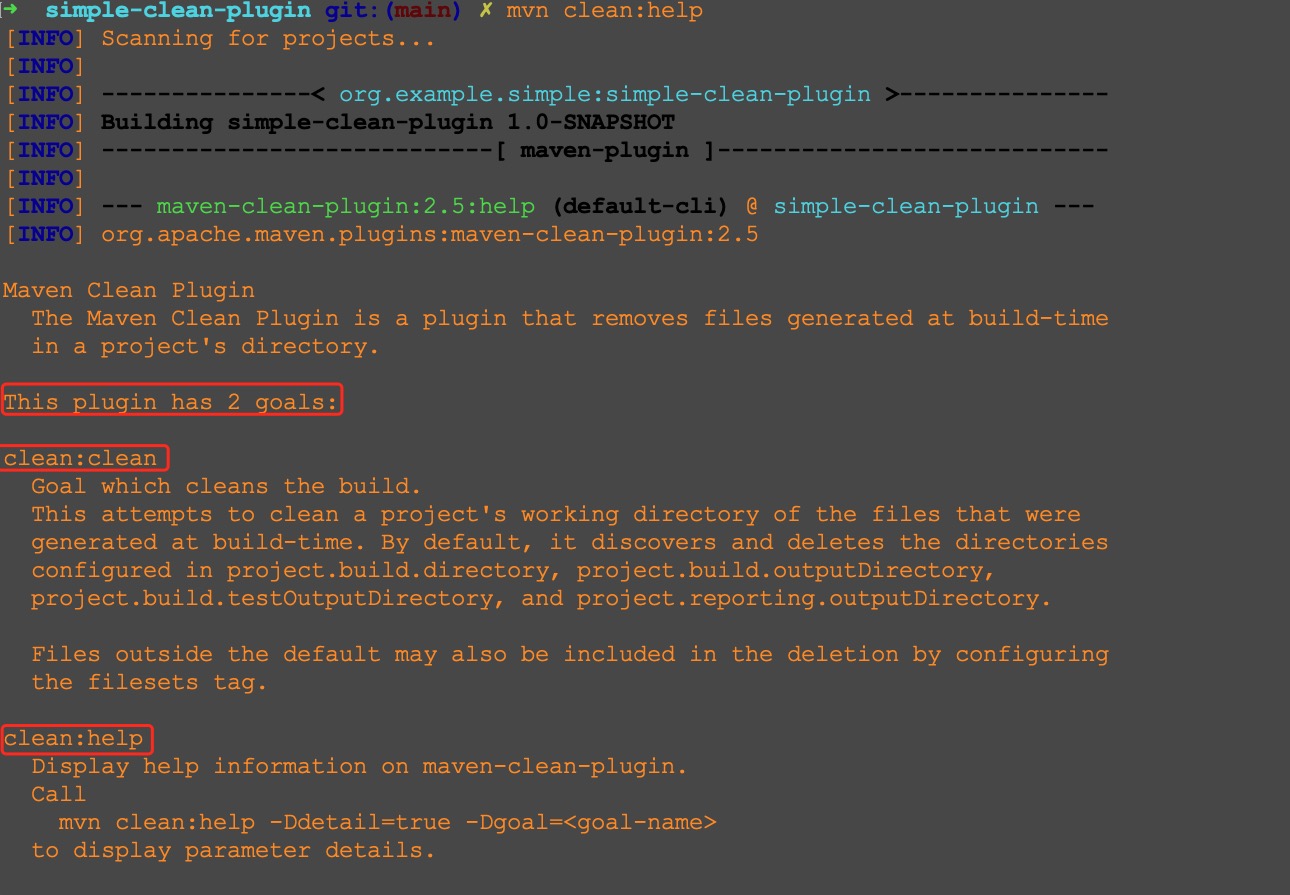 ➜ simple-clean-plugin git:(main) ✗ mvn clean:help
[INFO] Scanning for projects...
[INFO]
[INFO] ---------------< org.example.simple:simple-clean-plugin >---------------
[INFO] Building simple-clean-plugin 1.0-SNAPSHOT
[INFO] ----------------------------[ maven-plugin ]----------------------------
[INFO]
[INFO] --- maven-clean-plugin:2.5:help (default-cli) @ simple-clean-plugin ---
[INFO] org.apache.maven.plugins:maven-clean-plugin:2.5
Maven Clean Plugin
The Maven Clean Plugin is a plugin that removes files generated at build-time
in a project's directory.
This plugin has 2 goals:
clean:clean
Goal which cleans the build.
This attempts to clean a project's working directory of the files that were
generated at build-time. By default, it discovers and deletes the directories
configured in project.build.directory, project.build.outputDirectory,
project.build.testOutputDirectory, and project.reporting.outputDirectory.
Files outside the default may also be included in the deletion by configuring
the filesets tag.
clean:help
Display help information on maven-clean-plugin.
Call
mvn clean:help -Ddetail=true -Dgoal=<goal-name>
to display parameter details.